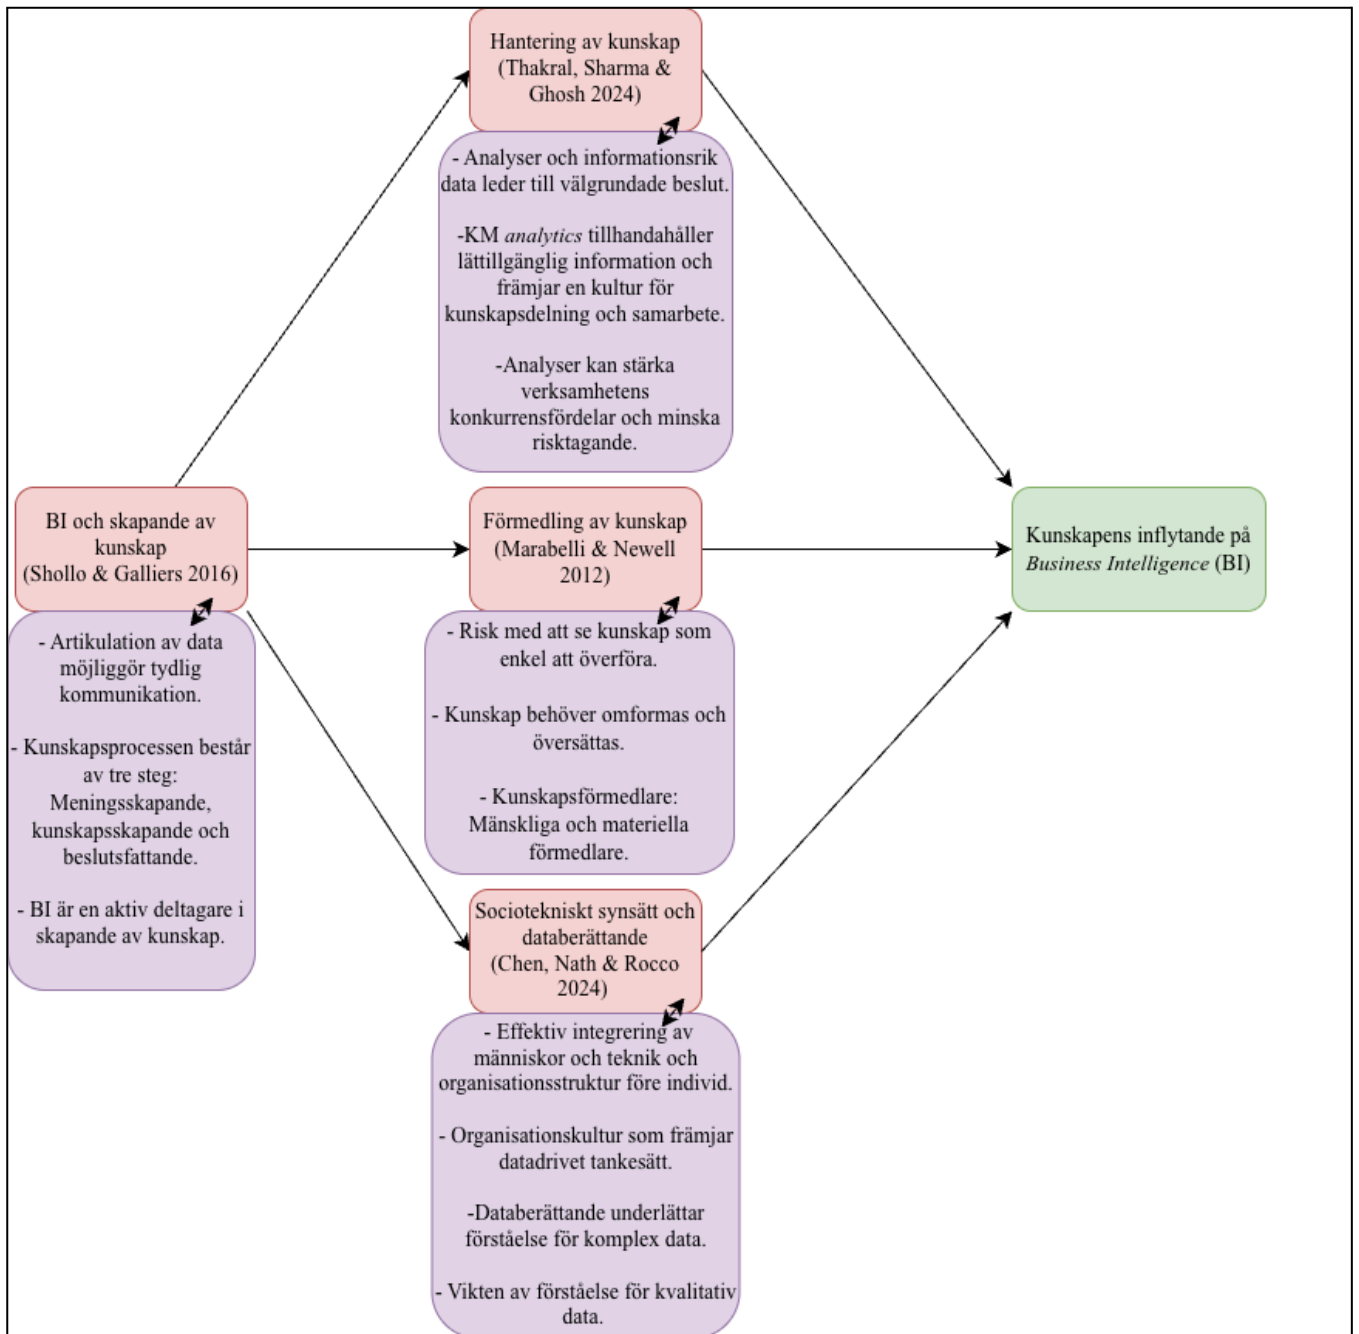 Hantering av kunskap
(Thakral, Sharma &
Ghosh 2024)
- Analyser och informationsrik
data leder till välgrundade beslut.
-KM analytics tillhandahåller
lättillgänglig information och
främjar en kultur för
kunskapsdelning och samarbete.
-Analyser kan stärka
verksamhetens
konkurrensfördelar och minska
risktagande.
BI och skapande av
kunskap
(Shollo & Galliers 2016)
- Artikulation av data
möjliggör tydlig
kommunikation.
- Kunskapsprocessen består
av tre steg:
Meningsskapande,
kunskapsskapande och
beslutsfattande.
- BI är en aktiv deltagare i
skapande av kunskap.
Förmedling av kunskap
(Marabelli & Newell
2012)
- Risk med att se kunskap som
enkel att överföra.
- Kunskap behöver omformas och
översättas.
- Kunskapsförmedlare:
Mänskliga och materiella
förmedlare.
Sociotekniskt synsätt och
databerättande
(Chen, Nath & Rocco
2024)
- Effektiv integrering av
människor och teknik och
organisationsstruktur före individ.
- Organisationskultur som främjar
datadrivet tankesätt.
-Databerättande underlättar
förståelse för komplex data.
- Vikten av förståelse för kvalitativ
data.
Kunskapens inflytande på
Business Intelligence (BI)